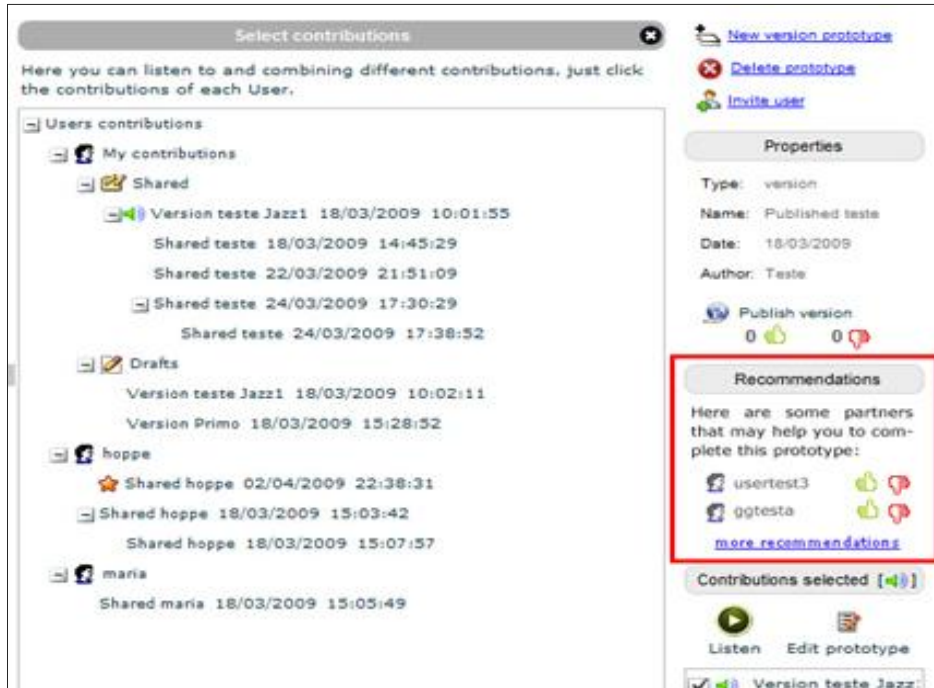 Select contributions
Here you can listen to and combining different contributions, just click
the contributions of each User.
Users contributions
My contributions
Shared
Version teste Jazz1 18/03/2009 10:01:55
Shared teste 18/03/2009 14:45:29
Shared teste 22/03/2009 21:51:09
Shared teste 24/03/2009 17:30:29
Shared teste 24/03/2009 17:38:52
Drafts
Version teste Jazz1 18/03/2009 10:02:11
Version Primo 18/03/2009 15:28:52
hoppe
Shared hoppe 02/04/2009 22:38:31
Shared hoppe 18/03/2009 15:03:42
Shared hoppe 18/03/2009 15:07:57
maria
Shared maria 18/03/2009 15:05:49
New version prototype
Delete prototype
Invite user
Properties
Type: version
Name: Published teste
Date: 18/03/2009
Author: Teste
Publish version
0 0
Recommendations
Here are some partners
that may help you to com-
plete this prototype:
usertest3
ggtesta
more recommendations
Contributions selected [ ]
Listen Edit prototype
Version teste Jazz